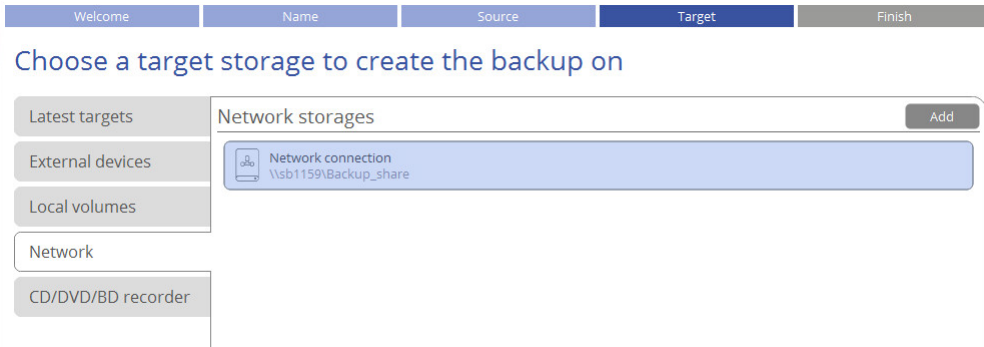 Welcome Name Source Target Finish
Choose a target storage to create the backup on
Latest targets
External devices
Local volumes
Network
CD/DVD/BD recorder
Network storages Add
Network connection
\\sb1159\Backup_share